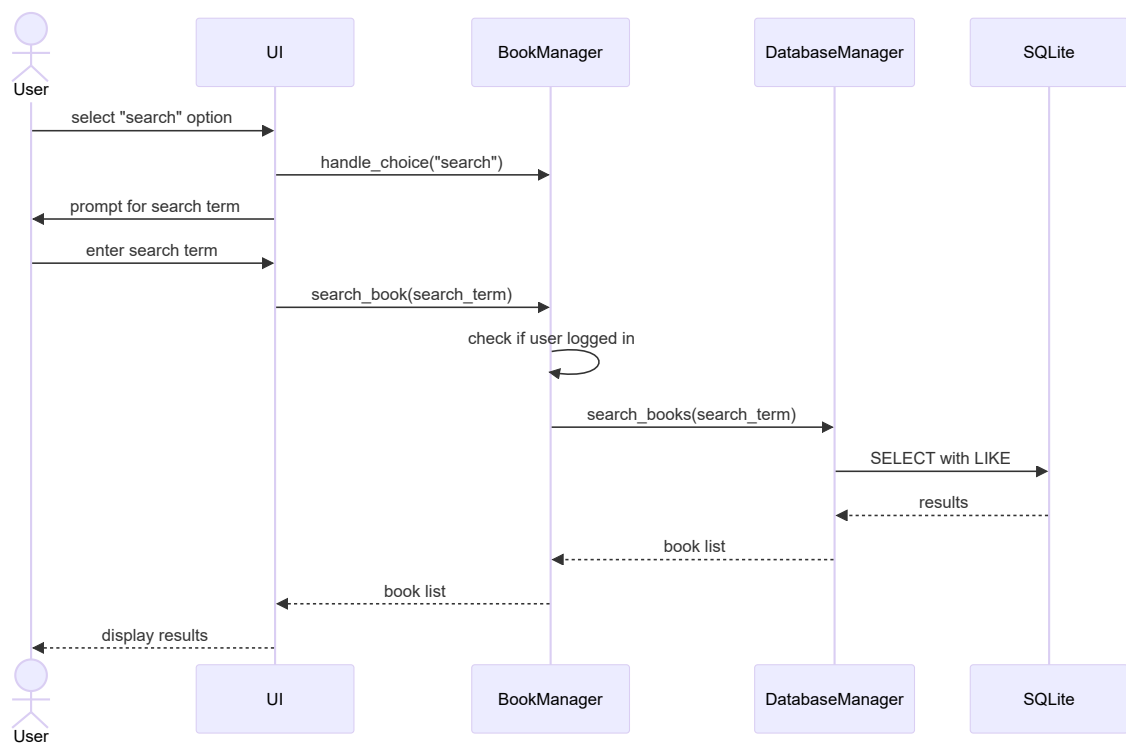 User
UI
BookManager
DatabaseManager
SQLite
select "search" option
handle_choice("search")
prompt for search term
enter search term
search_book(search_term)
check if user logged in
search_books(search_term)
SELECT with LIKE
results
book list
book list
display results
User
UI
BookManager
DatabaseManager
SQLite